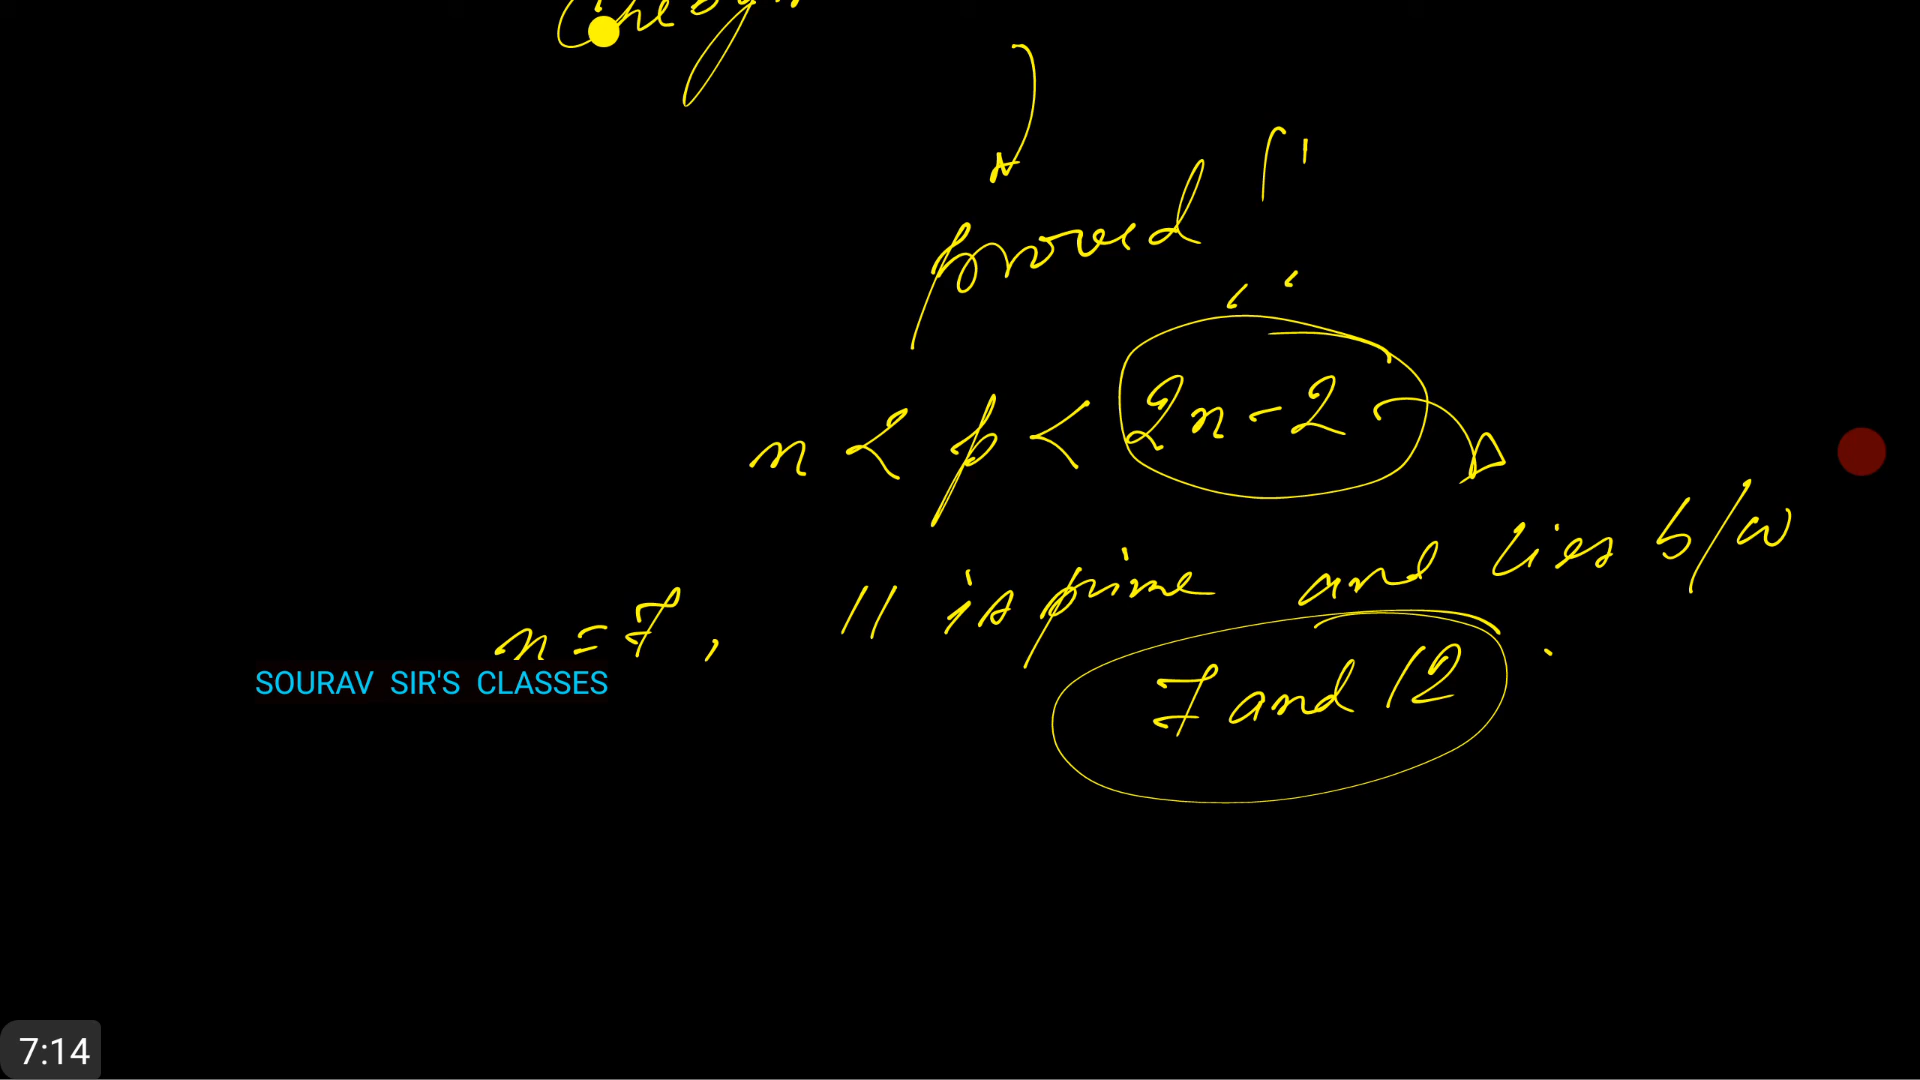 proved
n < p < 2n - 2
n = 7, 11 is prime and lies b/w
7 and 12.
SOURAV SIR'S CLASSES
7:14